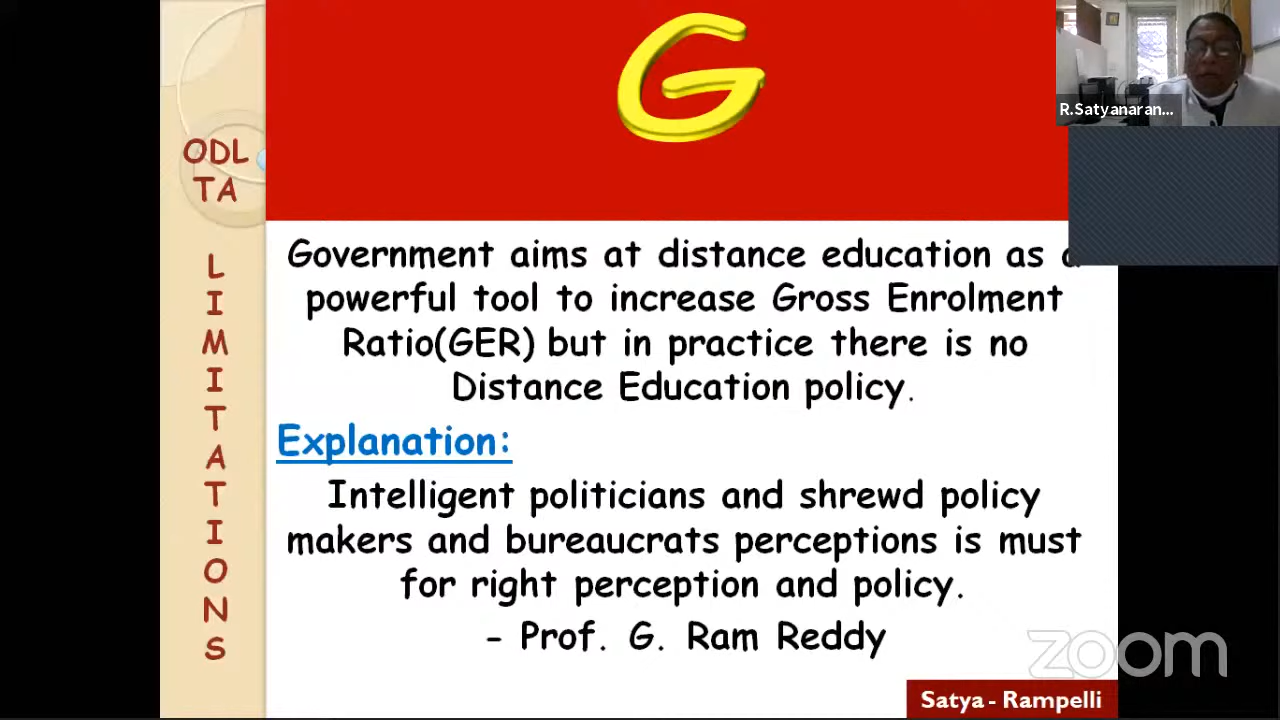 G
R.Satyanaran...
ODL
TA
L
I
M
I
T
A
T
I
O
N
S
Government aims at distance education as a
powerful tool to increase Gross Enrolment
Ratio(GER) but in practice there is no
Distance Education policy.
Explanation:
Intelligent politicians and shrewd policy
makers and bureaucrats perceptions is must
for right perception and policy.
- Prof. G. Ram Reddy
zoom
Satya - Rampelli